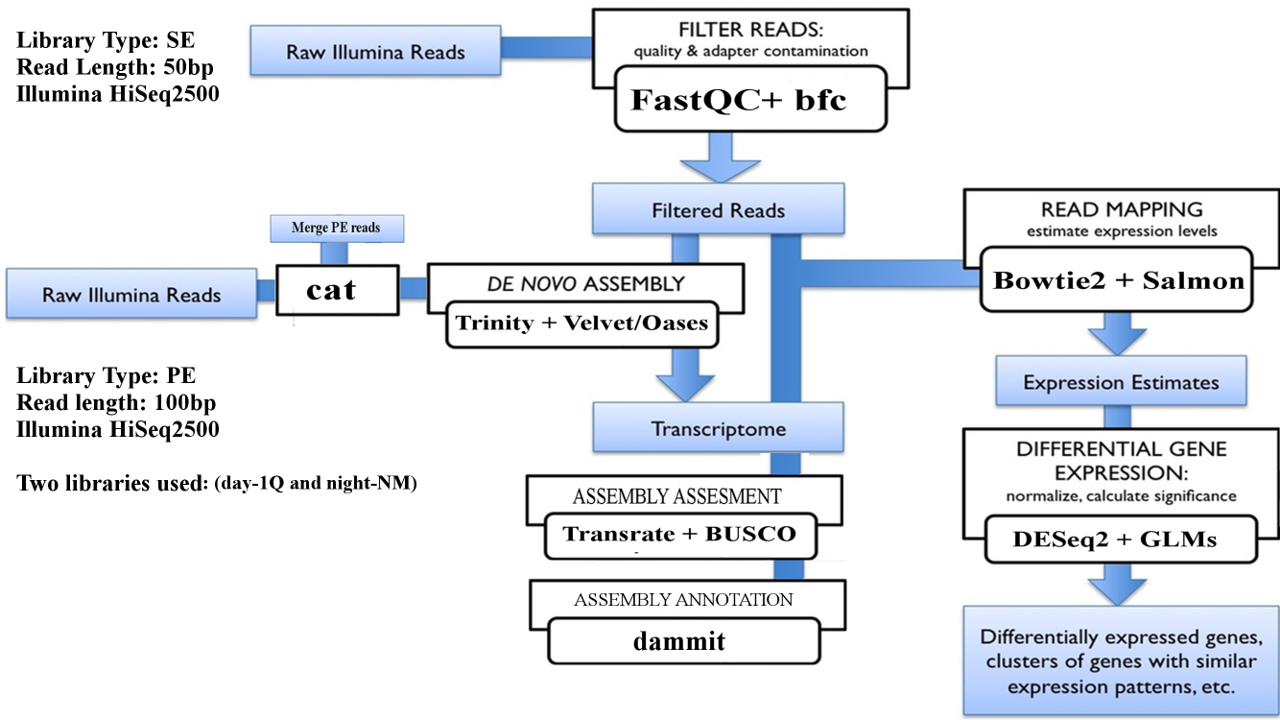 Library Type: SE
Read Length: 50bp
Illumina HiSeq2500
Raw Illumina Reads
FILTER READS:
quality & adapter contamination
FastQC+ bfc
Filtered Reads
Merge PE reads
Raw Illumina Reads
cat
DE NOVO ASSEMBLY
Trinity + Velvet/Oases
READ MAPPING
estimate expression levels
Bowtie2 + Salmon
Library Type: PE
Read length: 100bp
Illumina HiSeq2500
Two libraries used: (day-1Q and night-NM)
Transcriptome
Expression Estimates
ASSEMBLY ASSESMENT
Transrate + BUSCO
DIFFERENTIAL GENE
EXPRESSION:
normalize, calculate significance
DESeq2 + GLMs
ASSEMBLY ANNOTATION
dammit
Differentially expressed genes,
clusters of genes with similar
expression patterns, etc.